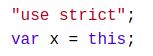 "use strict";
var x = this;